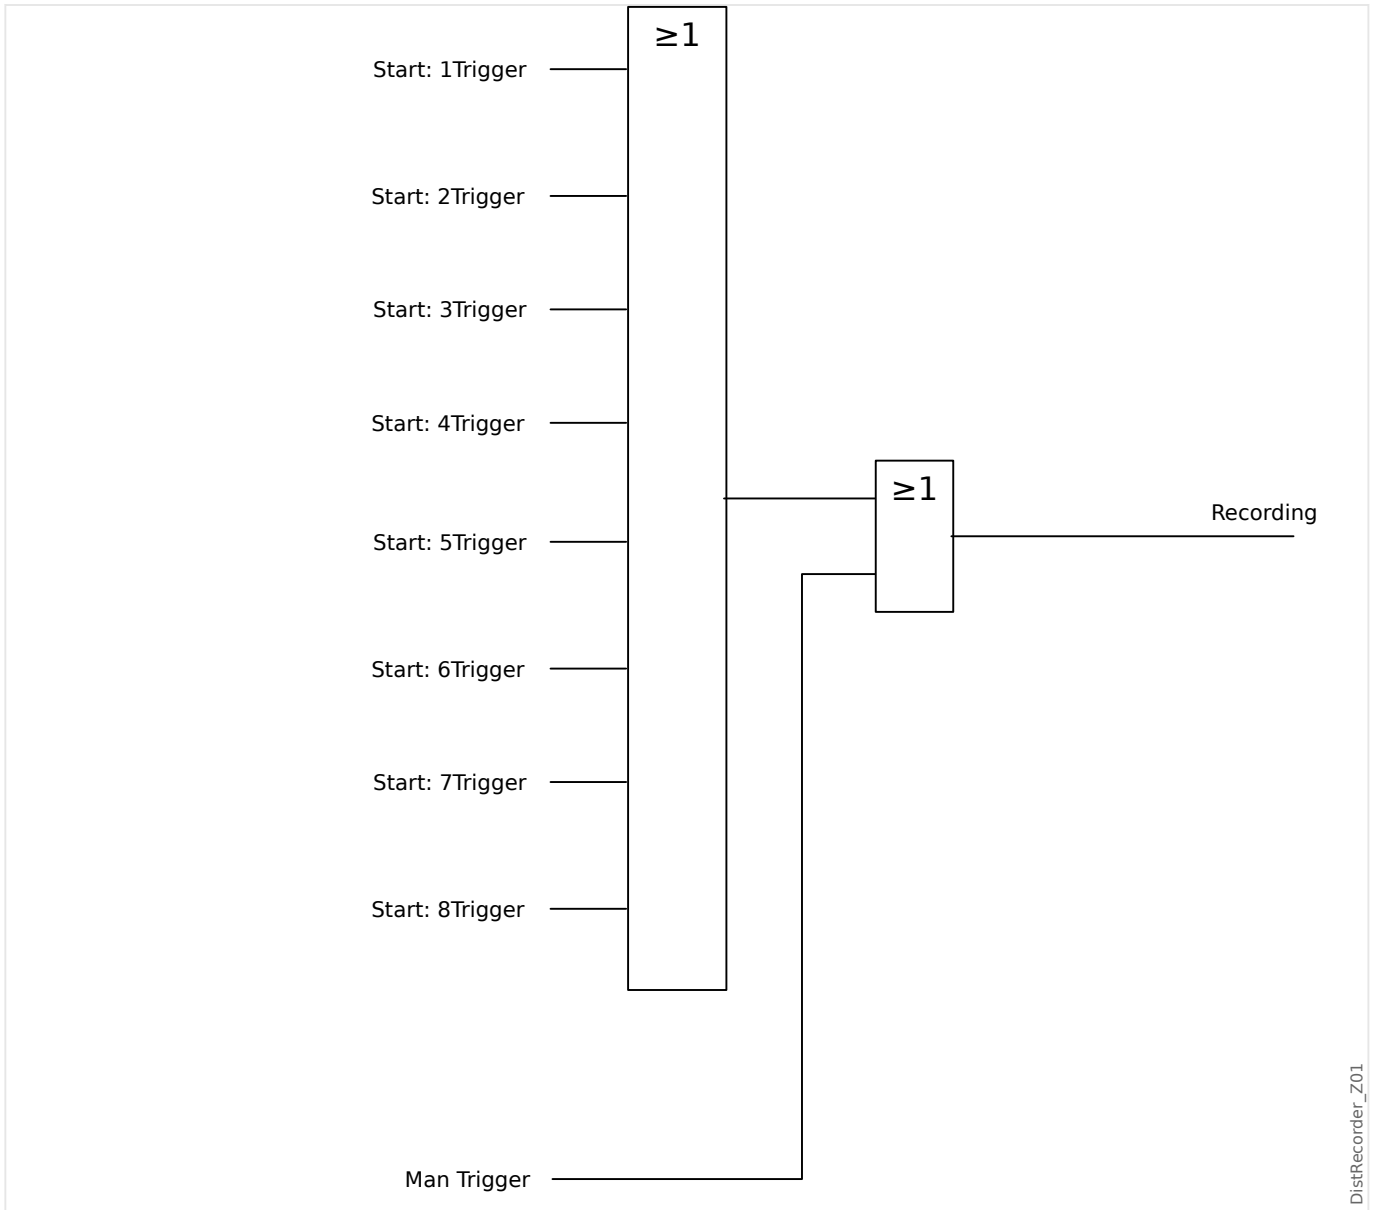 ≥1
Start: 1Trigger
Start: 2Trigger
Start: 3Trigger
Start: 4Trigger
≥1
Recording
Start: 5Trigger
Start: 6Trigger
Start: 7Trigger
Start: 8Trigger
Man Trigger
DistRecorder_Z01